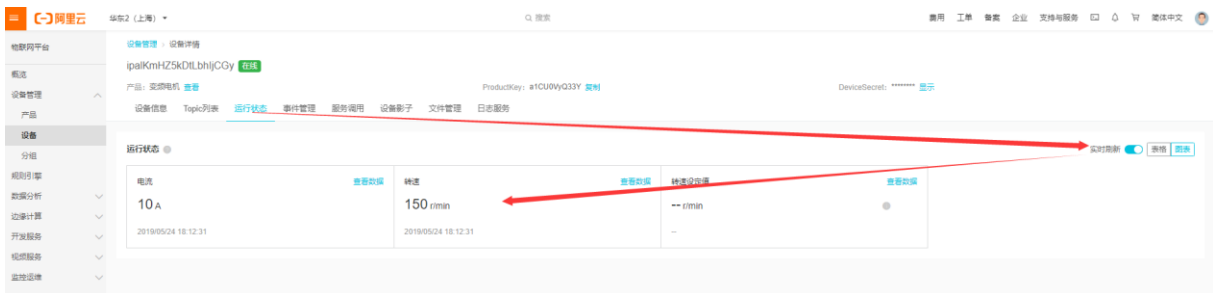 阿里云 华东2（上海） 搜索 费用 工单 备案 企业 支持与服务 简体中文
物联网平台
概览
设备管理
产品
设备
分组
规则引擎
数据分析
边缘计算
开发服务
视频服务
监控运维
设备管理 > 设备详情
ipalKmHZ5kDtLbhIjCGy 在线
产品：变频电机 查看 ProductKey：a1CU0VyQ33Y 复制 DeviceSecret：******** 显示
设备信息 Topic列表 运行状态 事件管理 服务调用 设备影子 文件管理 日志服务
运行状态 实时刷新 表格 图表
电流 查看数据 转速 查看数据 转速设定值 查看数据
10 A 150 r/min -- r/min
2019/05/24 18:12:31 2019/05/24 18:12:31 --